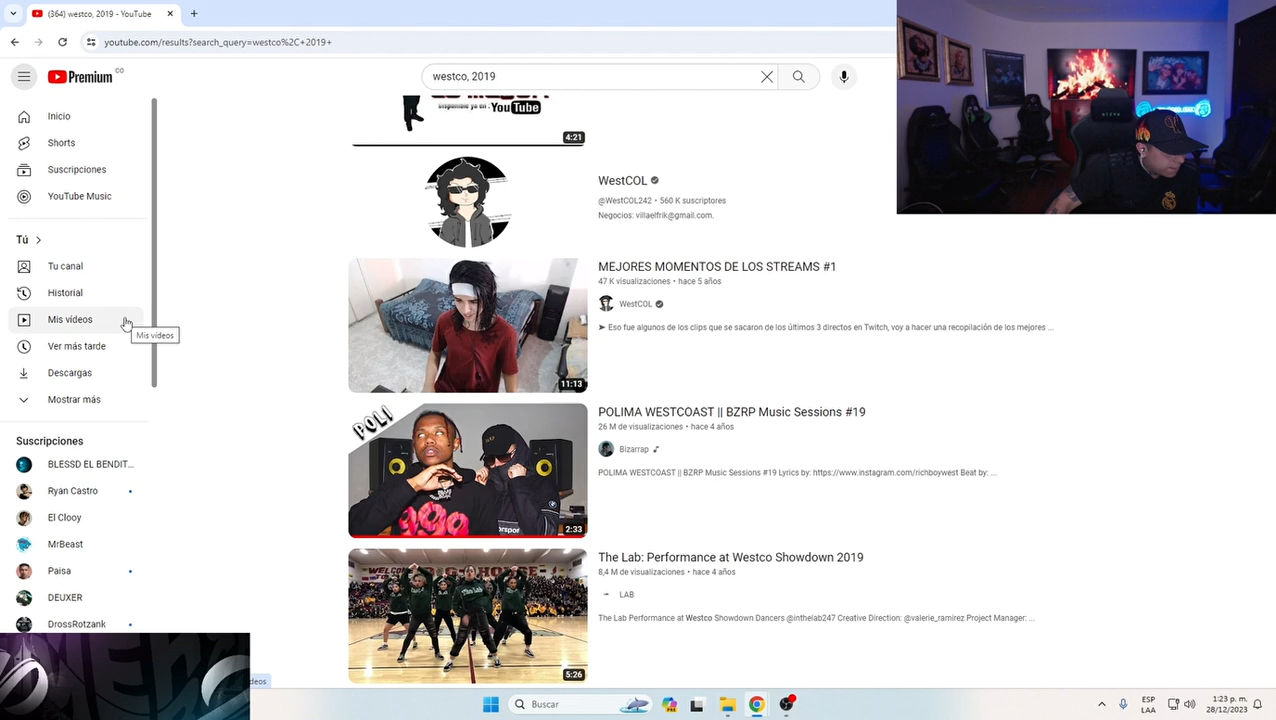 (364) westco, 2019 - YouTube
youtube.com/results?search_query=westco%2C+2019+
Premium CO
westco, 2019
Inicio
Shorts
Suscripciones
YouTube Music
Tú
Tu canal
Historial
Mis vídeos
Mis vídeos
Ver más tarde
Descargas
Mostrar más
Suscripciones
BLESSD EL BENDIT...
Ryan Castro
El Clooy
MrBeast
Paisa
DEUXER
DrossRotzank
Disponible ya en: YouTube
4:21
WestCOL
@WestCOL242 • 560 K suscriptores
Negocios: villaelfrik@gmail.com.
MEJORES MOMENTOS DE LOS STREAMS #1
47 K visualizaciones • hace 5 años
WestCOL
➤ Eso fue algunos de los clips que se sacaron de los últimos 3 directos en Twitch, voy a hacer una recopilación de los mejores ...
11:13
POLIMA WESTCOAST || BZRP Music Sessions #19
26 M de visualizaciones • hace 4 años
Bizarrap
POLIMA WESTCOAST || BZRP Music Sessions #19 Lyrics by: https://www.instagram.com/richboywest Beat by: ...
POLI
2:33
The Lab: Performance at Westco Showdown 2019
8,4 M de visualizaciones • hace 4 años
LAB
The Lab Performance at Westco Showdown Dancers @inthelab247 Creative Direction: @valerie_ramirez Project Manager: ...
5:26
Buscar
ESP
LAA
1:23 p. m.
28/12/2023